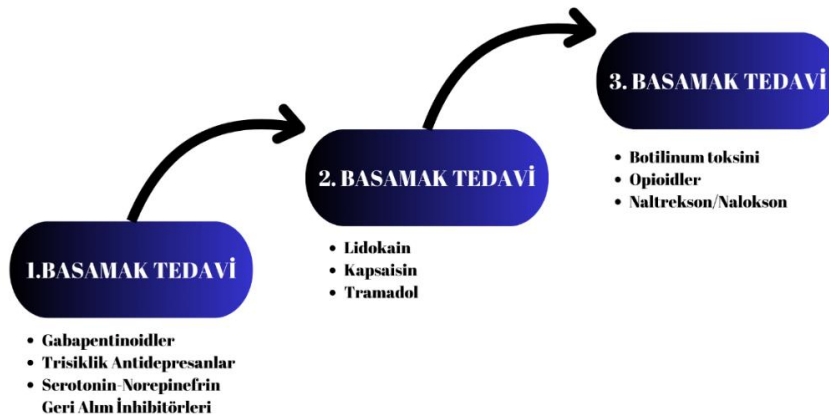 1.BASAMAK TEDAVİ
• Gabapentinoidler
• Trisiklik Antidepresanlar
• Serotonin-Norepinefrin
Geri Alım İnhibitörleri
2. BASAMAK TEDAVİ
• Lidokain
• Kapsaisin
• Tramadol
3. BASAMAK TEDAVİ
• Botilinum toksini
• Opioidler
• Naltrekson/Nalokson